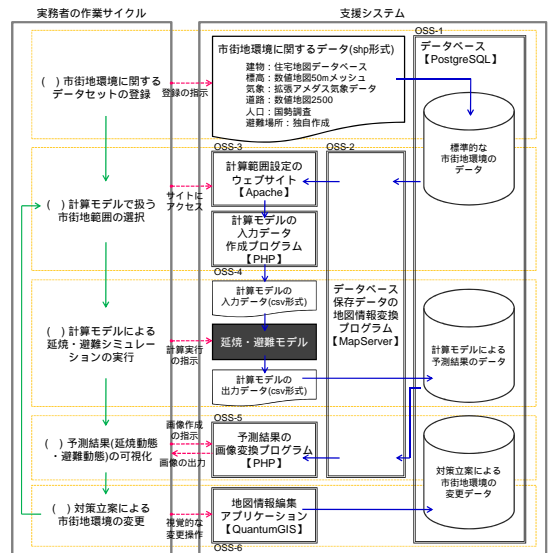 実務者の作業サイクル
支援システム
( ) 市街地環境に関する
データセットの登録
登録の指示
市街地環境に関するデータ(shp形式)
建物：住宅地図データベース
標高：数値地図50mメッシュ
気象：拡張アメダス気象データ
道路：数値地図2500
人口：国勢調査
避難場所：独自作成
OSS-1
データベース
【PostgreSQL】
標準的な
市街地環境の
データ
( ) 計算モデルで扱う
市街地範囲の選択
サイトに
アクセス
OSS-3
計算範囲設定の
ウェブサイト
【Apache】
計算モデルの
入力データ
作成プログラム
【PHP】
OSS-2
データベース
保存データの
地図情報変換
プログラム
【MapServer】
OSS-4
( ) 計算モデルによる
延焼・避難シミュレ
ーションの実行
計算実行
の指示
計算モデルの
入力データ(csv形式)
延焼・避難モデル
計算モデルの
出力データ(csv形式)
計算モデルによる
予測結果のデータ
( ) 予測結果(延焼動態
・避難動態)の可視化
画像作成
の指示
画像の出力
OSS-5
予測結果の
画像変換プログラム
【PHP】
対策立案による
市街地環境の
変更データ
( ) 対策立案による
市街地環境の変更
視覚的な
変更操作
地図情報編集
アプリケーション
【QuantumGIS】
OSS-6